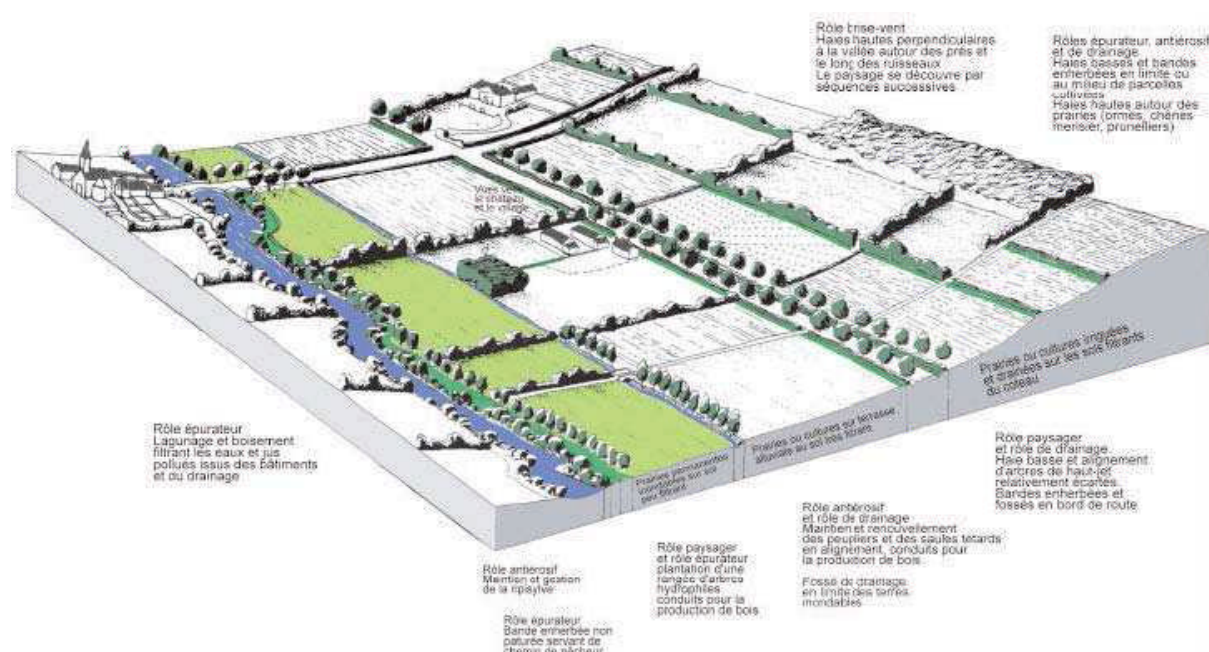 Rôle brise-vent
Haies hautes perpendiculaires
à la vallée autour des prés et
le long des ruisseaux
Le paysage se découvre par
séquences successives
Rôles épurateur, antiérosif
et de drainage
Haies basses et bandes
enherbées en limite ou
au milieu de parcelles
cultivées
Haies hautes autour des
prairies (ormes, chênes
merisier, prunelliers)
Vues vers
le château
et le village
Prairies ou cultures irriguées
et drainées sur les sols filtrants
du coteau
Prairies ou cultures sur terrasse
alluviale au sol très filtrant
Prairies permanentes
inondables sur sol
peu filtrant
Rôle épurateur
Lagunage et boisement
filtrant les eaux et jus
pollués issus des bâtiments
et du drainage
Rôle paysager
et rôle de drainage
Haie basse et alignement
d'arbres de haut-jet
relativement écartés
Bandes enherbées et
fossés en bord de route
Rôle antérosif
et rôle de drainage
Maintien et renouvellement
des peupliers et des saules têtards
en alignement, conduits pour
la production de bois
Fossé de drainage
en limite des terres
inondables
Rôle paysager
et rôle épurateur
plantation d'une
rangée d'arbres
hydrophiles
conduits pour la
production de bois
Rôle antérosif
Maintien et gestion
de la ripisylve
Rôle épurateur
Bande enherbée non
paturée servant de
chemin de pêcheur